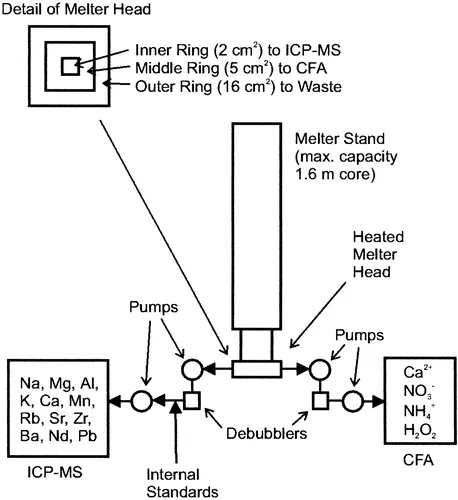 Detail of Melter Head
Inner Ring (2 cm²) to ICP-MS
Middle Ring (5 cm²) to CFA
Outer Ring (16 cm²) to Waste
Melter Stand
(max. capacity
1.6 m core)
Heated
Melter
Head
Pumps
Pumps
Na, Mg, Al,
K, Ca, Mn,
Rb, Sr, Zr,
Ba, Nd, Pb
Ca²⁺
NO₃⁻
NH₄⁺
H₂O₂
Debubblers
ICP-MS
Internal
Standards
CFA